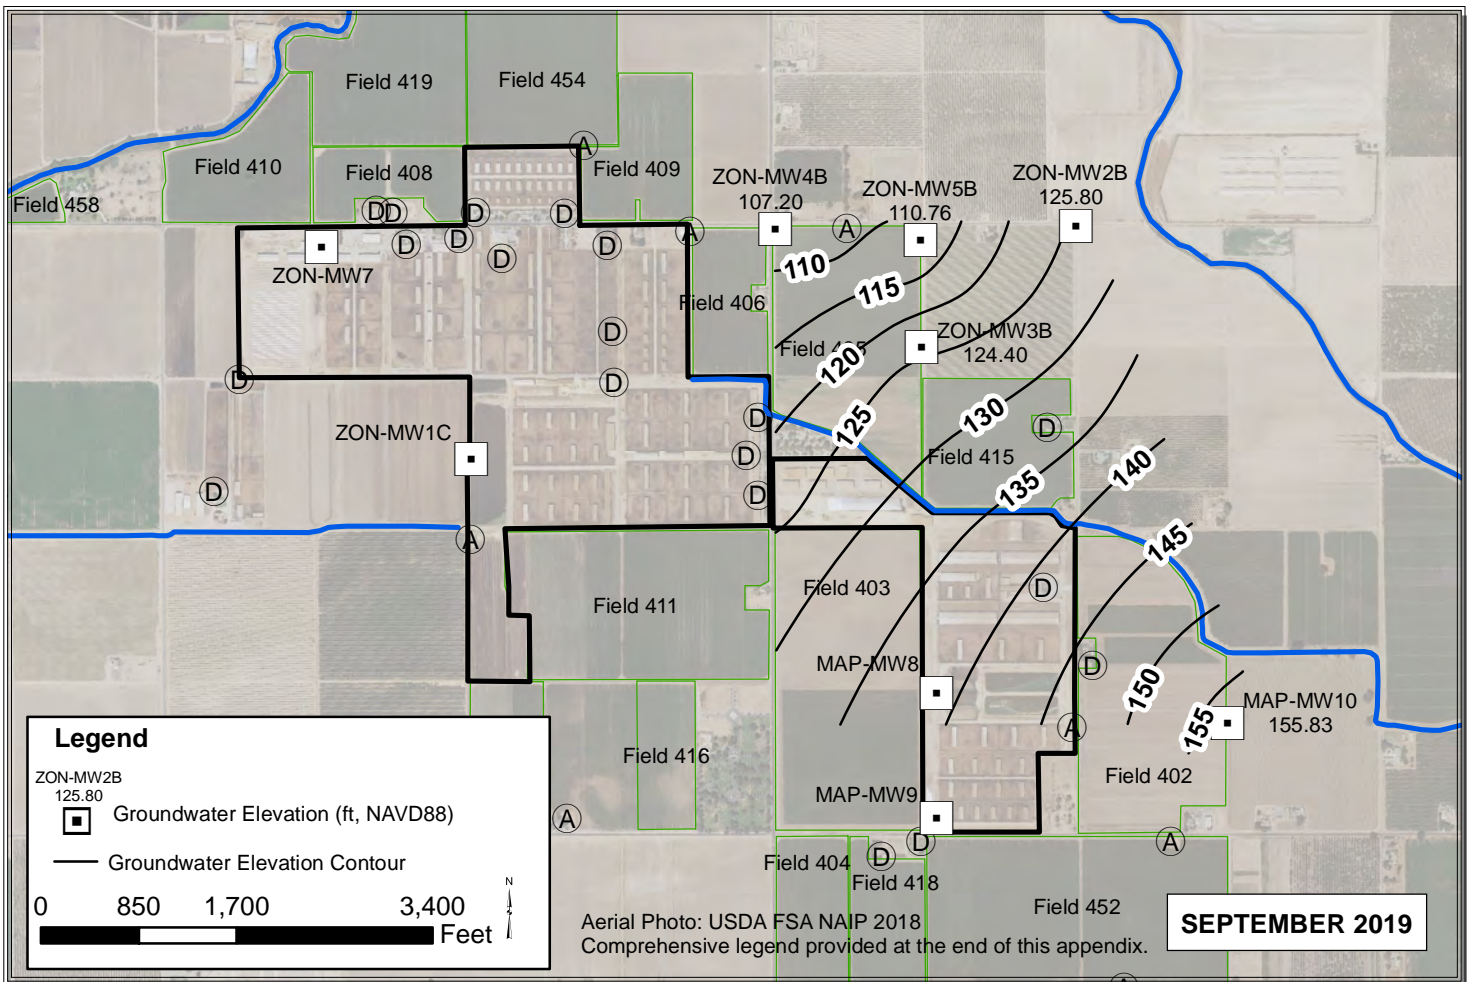 Field 419
Field 454
Field 410
Field 408
Field 409
Field 458
A
D
D
D
D
D
D
D
D
A
A
ZON-MW4B
107.20
ZON-MW5B
110.76
ZON-MW2B
125.80
ZON-MW7
110
115
Field 406
D
ZON-MW3B
124.40
Field 405
120
D
D
130
125
D
D
ZON-MW1C
D
Field 415
140
135
D
D
A
145
Field 411
Field 403
D
MAP-MW8
D
150
155
MAP-MW10
155.83
A
Field 416
Field 402
MAP-MW9
A
D
A
D
Field 404
Field 418
Field 452
A
Legend
ZON-MW2B
125.80
Groundwater Elevation (ft, NAVD88)
Groundwater Elevation Contour
N
0 850 1,700 3,400
Feet
Aerial Photo: USDA FSA NAIP 2018
Comprehensive legend provided at the end of this appendix.
SEPTEMBER 2019